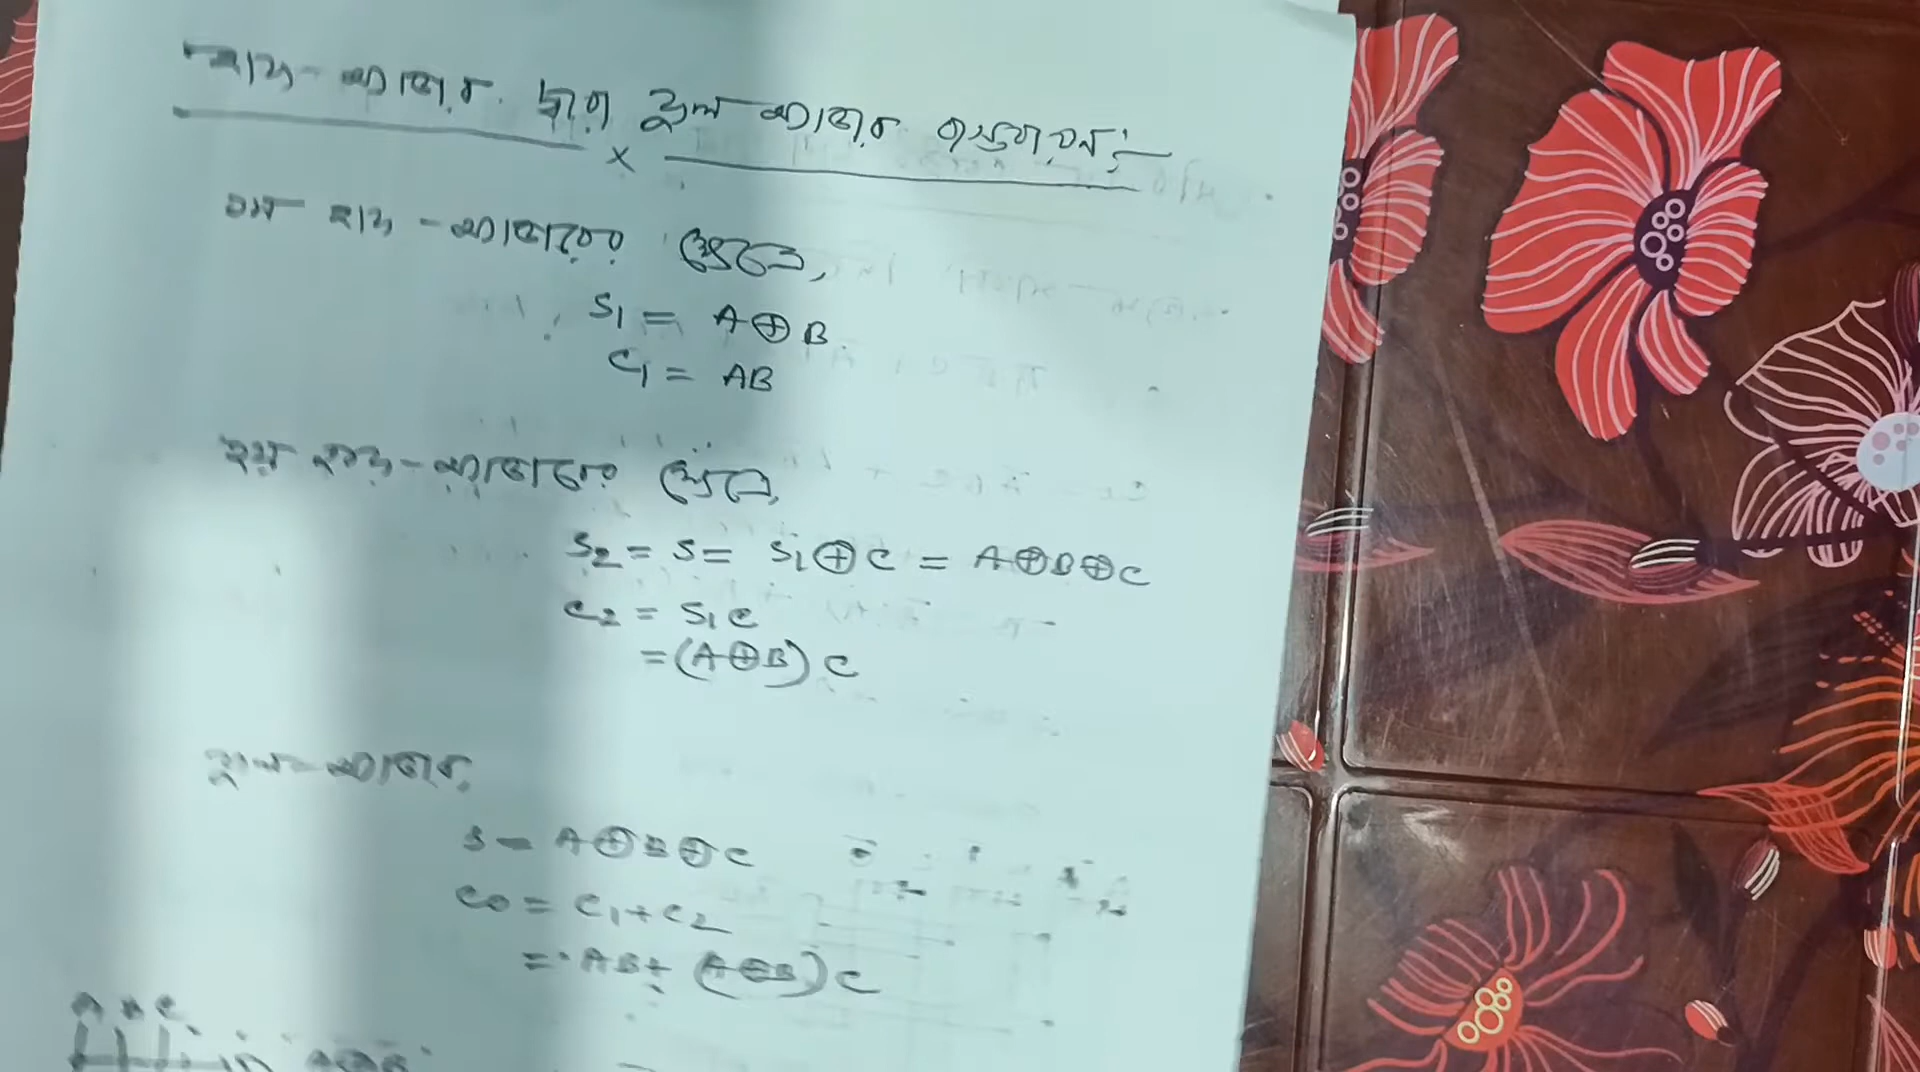 হাফ-অ্যাডার দ্বারা ফুল অ্যাডার বাস্তবায়ন:
×
১ম হাফ-অ্যাডারের ক্ষেত্রে,
S₁ = A⊕B
C₁ = AB
২য় হাফ-অ্যাডারের ক্ষেত্রে,
S₂ = S = S₁⊕C = A⊕B⊕C
C₂ = S₁C
= (A⊕B) C
ফুল-অ্যাডার,
S = A⊕B⊕C
C₀ = C₁+C₂
= AB+ (A⊕B) C
A B C
A⊕B